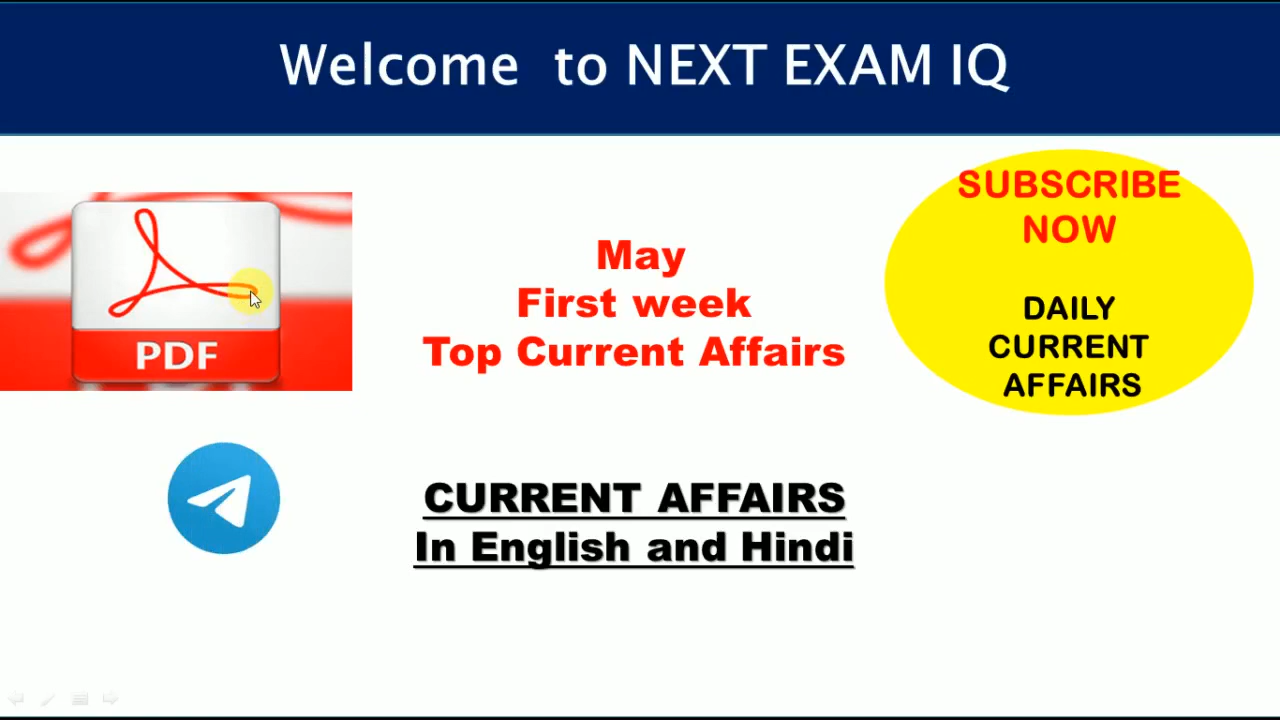 Welcome to NEXT EXAM IQ
PDF
May
First week
Top Current Affairs
SUBSCRIBE
NOW
DAILY
CURRENT
AFFAIRS
CURRENT AFFAIRS
In English and Hindi